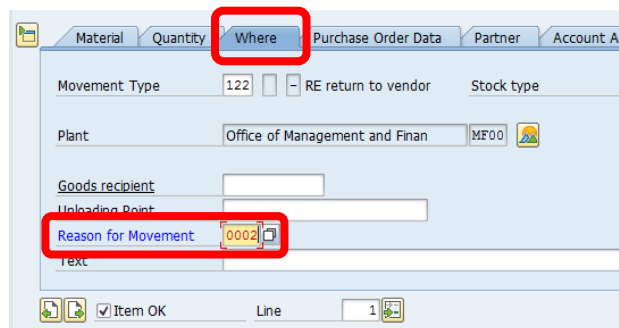 Material Quantity Where Purchase Order Data Partner Account A
Movement Type 122 - RE return to vendor Stock type
Plant Office of Management and Finan MF00
Goods recipient
Unloading Point
Reason for Movement 0002
Text
Item OK Line 1